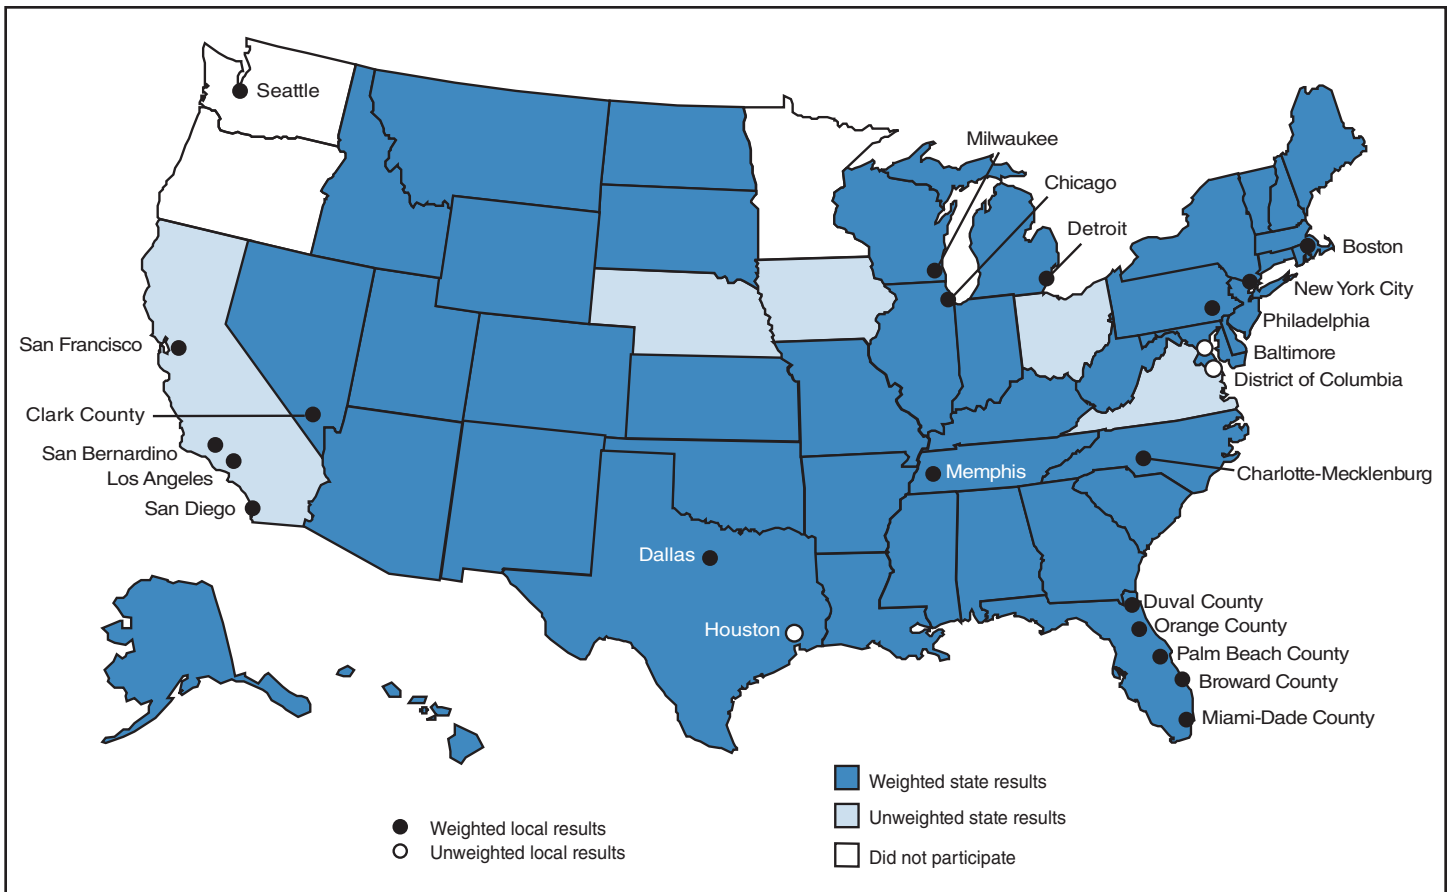 Seattle
Milwaukee
Chicago
Detroit
Boston
New York City
Philadelphia
San Francisco
Baltimore
District of Columbia
Clark County
San Bernardino
Los Angeles
Memphis
Charlotte-Mecklenburg
San Diego
Dallas
Duval County
Houston
Orange County
Palm Beach County
Broward County
Miami-Dade County
Weighted state results
Unweighted state results
Did not participate
Weighted local results
Unweighted local results